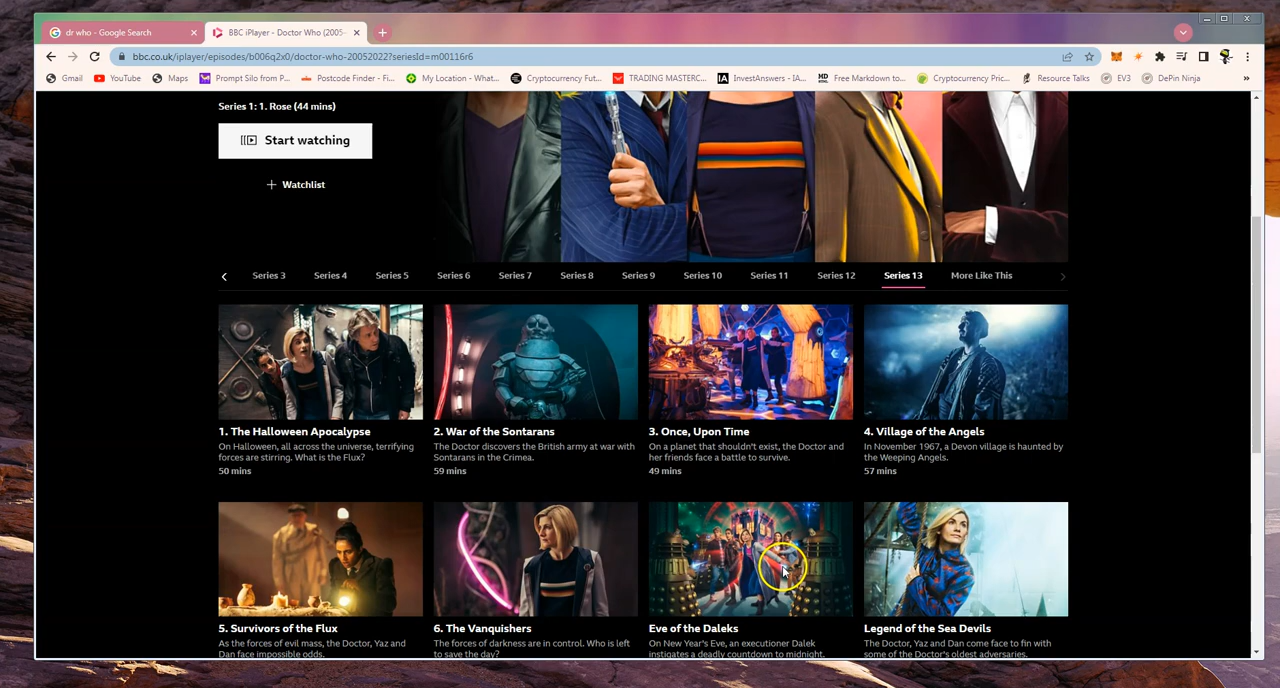 dr who - Google Search
BBC iPlayer - Doctor Who (2005-
bbc.co.uk/iplayer/episodes/b006q2x0/doctor-who-20052022?seriesId=m00116r6
Gmail
YouTube
Maps
Prompt Silo from P...
Postcode Finder - Fi...
My Location - What...
Cryptocurrency Fut...
TRADING MASTERC...
InvestAnswers - IA...
Free Markdown to...
Cryptocurrency Pric...
Resource Talks
EV3
DePin Ninja
»
Series 1: 1. Rose (44 mins)
Start watching
+ Watchlist
Series 3
Series 4
Series 5
Series 6
Series 7
Series 8
Series 9
Series 10
Series 11
Series 12
Series 13
More Like This
1. The Halloween Apocalypse
On Halloween, all across the universe, terrifying
forces are stirring. What is the Flux?
50 mins
2. War of the Sontarans
The Doctor discovers the British army at war with
Sontarans in the Crimea.
59 mins
3. Once, Upon Time
On a planet that shouldn't exist, the Doctor and
her friends face a battle to survive.
49 mins
4. Village of the Angels
In November 1967, a Devon village is haunted by
the Weeping Angels.
57 mins
5. Survivors of the Flux
As the forces of evil mass, the Doctor, Yaz and
Dan face impossible odds.
6. The Vanquishers
The forces of darkness are in control. Who is left
to save the day?
Eve of the Daleks
On New Year's Eve, an executioner Dalek
instigates a deadly countdown to midnight.
Legend of the Sea Devils
The Doctor, Yaz and Dan come face to fin with
some of the Doctor's oldest adversaries.